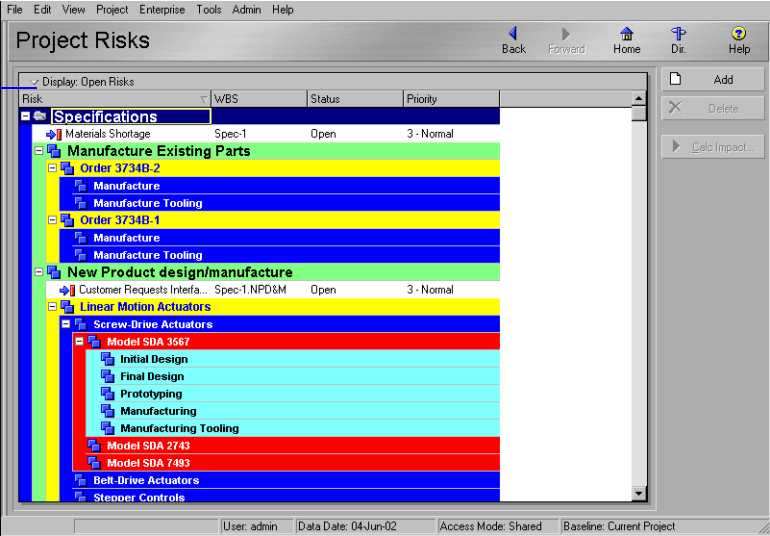 File Edit View Project Enterprise Tools Admin Help
Project Risks
Back Forward Home Dir. Help
Display: Open Risks
Add
Risk WBS Status Priority
Delete
Specifications
Materials Shortage Spec-1 Open 3 - Normal
Calc Impact...
Manufacture Existing Parts
Order 3734B-2
Manufacture
Manufacture Tooling
Order 3734B-1
Manufacture
Manufacture Tooling
New Product design/manufacture
Customer Requests Interfa... Spec-1.NPD&M Open 3 - Normal
Linear Motion Actuators
Screw-Drive Actuators
Model SDA 3567
Initial Design
Final Design
Prototyping
Manufacturing
Manufacturing Tooling
Model SDA 2743
Model SDA 7493
Belt-Drive Actuators
Stepper Controls
User: admin Data Date: 04-Jun-02 Access Mode: Shared Baseline: Current Project